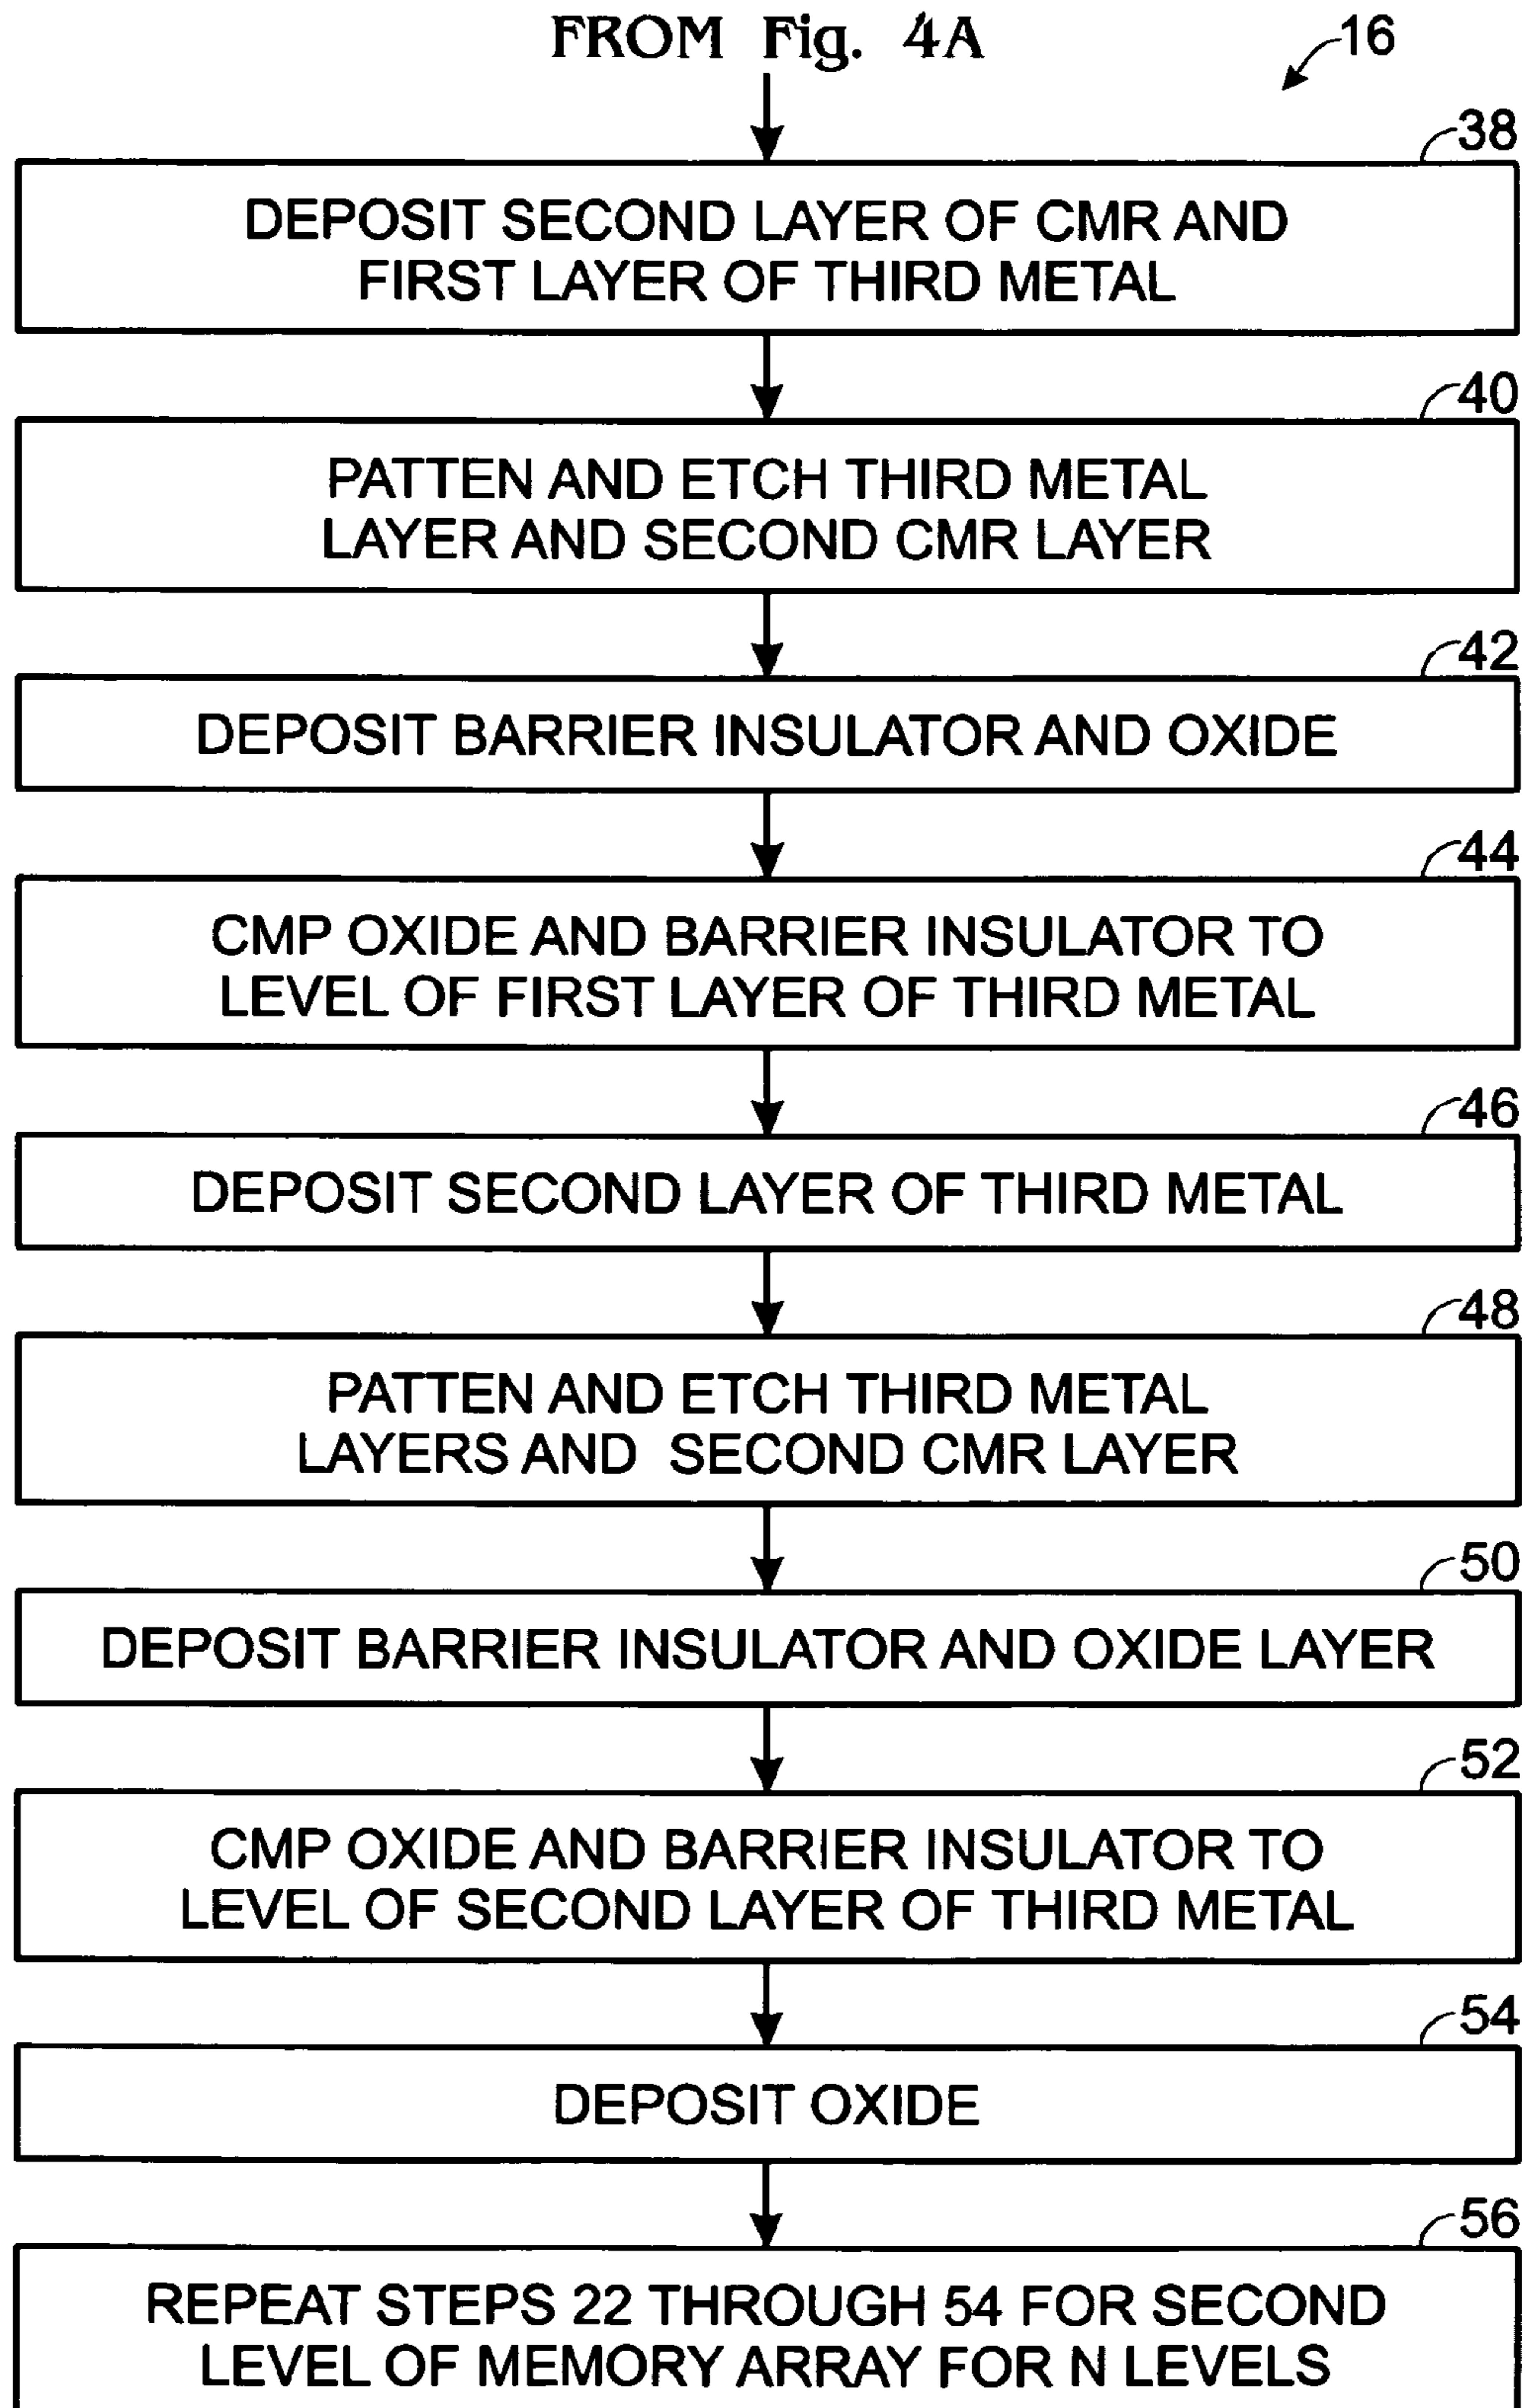 FROM Fig. 4A
16
38
DEPOSIT SECOND LAYER OF CMR AND
FIRST LAYER OF THIRD METAL
40
PATTEN AND ETCH THIRD METAL
LAYER AND SECOND CMR LAYER
42
DEPOSIT BARRIER INSULATOR AND OXIDE
44
CMP OXIDE AND BARRIER INSULATOR TO
LEVEL OF FIRST LAYER OF THIRD METAL
46
DEPOSIT SECOND LAYER OF THIRD METAL
48
PATTEN AND ETCH THIRD METAL
LAYERS AND SECOND CMR LAYER
50
DEPOSIT BARRIER INSULATOR AND OXIDE LAYER
52
CMP OXIDE AND BARRIER INSULATOR TO
LEVEL OF SECOND LAYER OF THIRD METAL
54
DEPOSIT OXIDE
56
REPEAT STEPS 22 THROUGH 54 FOR SECOND
LEVEL OF MEMORY ARRAY FOR N LEVELS